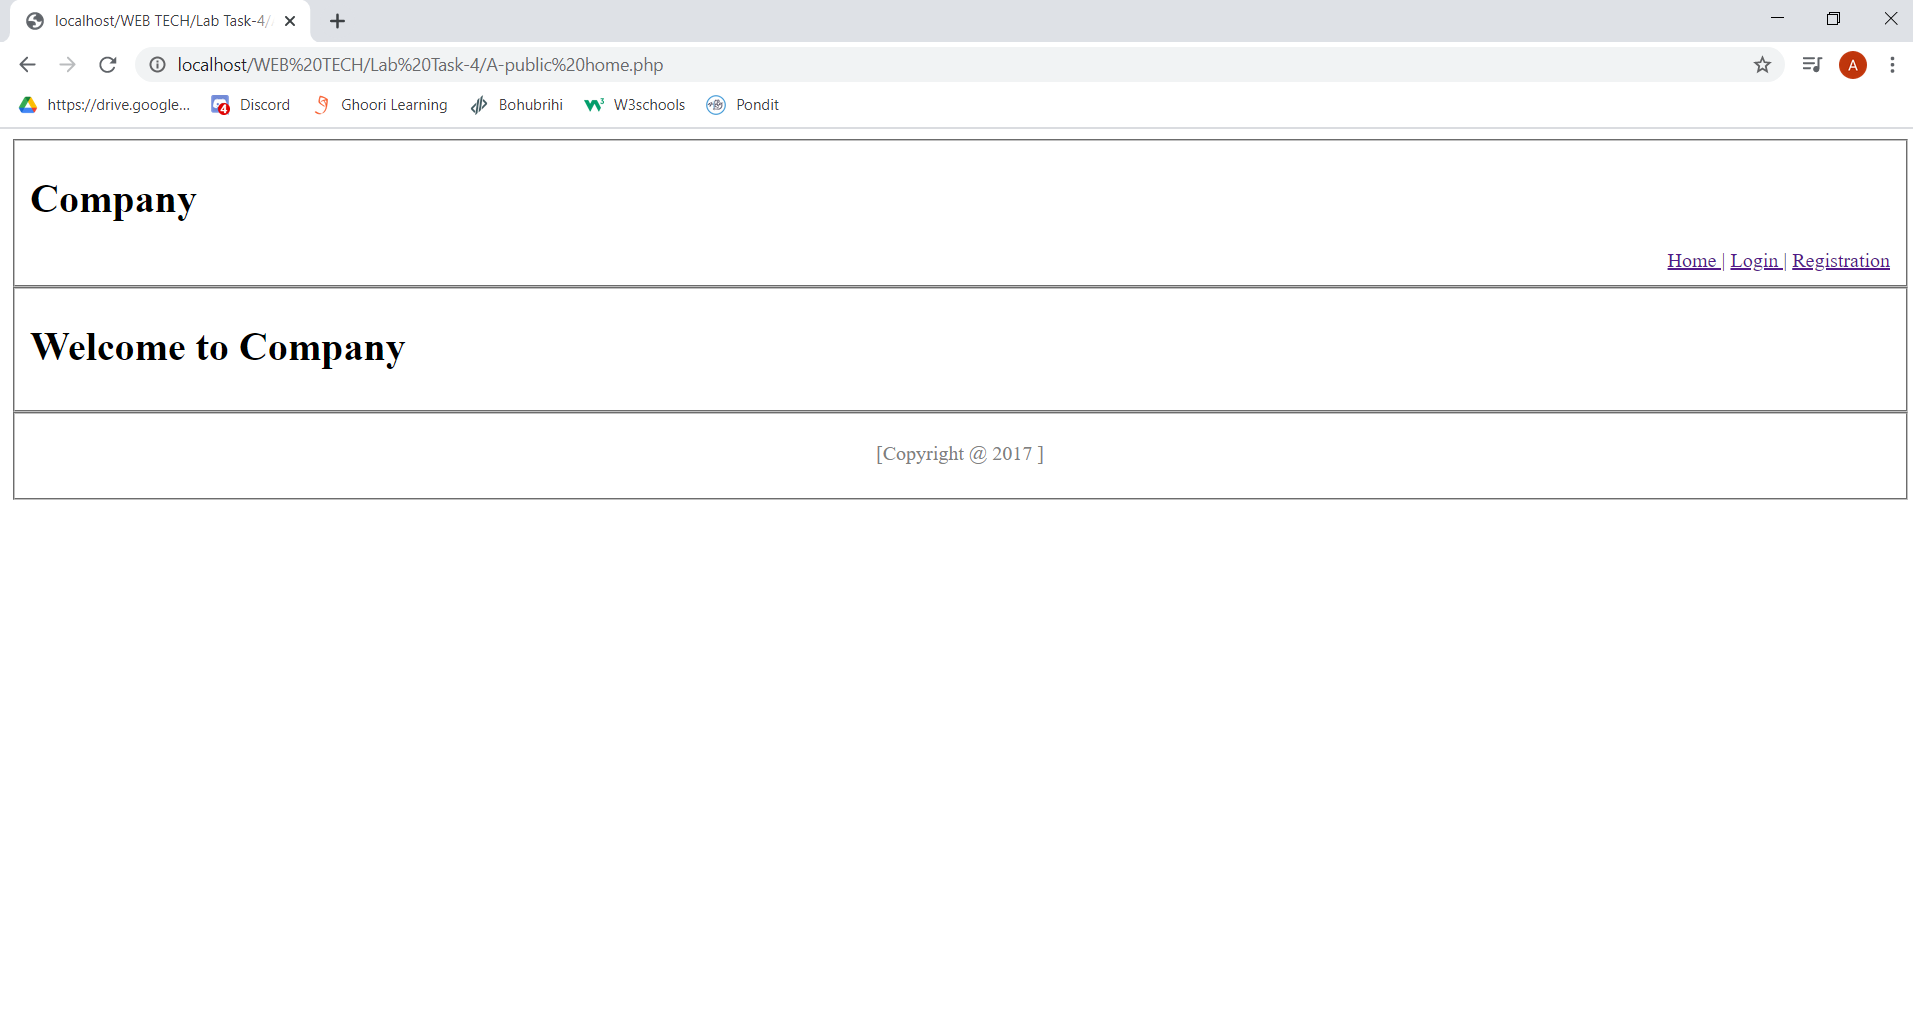 localhost/WEB TECH/Lab Task-4/
localhost/WEB%20TECH/Lab%20Task-4/A-public%20home.php
A
https://drive.google... Discord Ghoori Learning Bohubrihi W3schools Pondit
4
Company
Home | Login | Registration
Welcome to Company
[Copyright @ 2017 ]